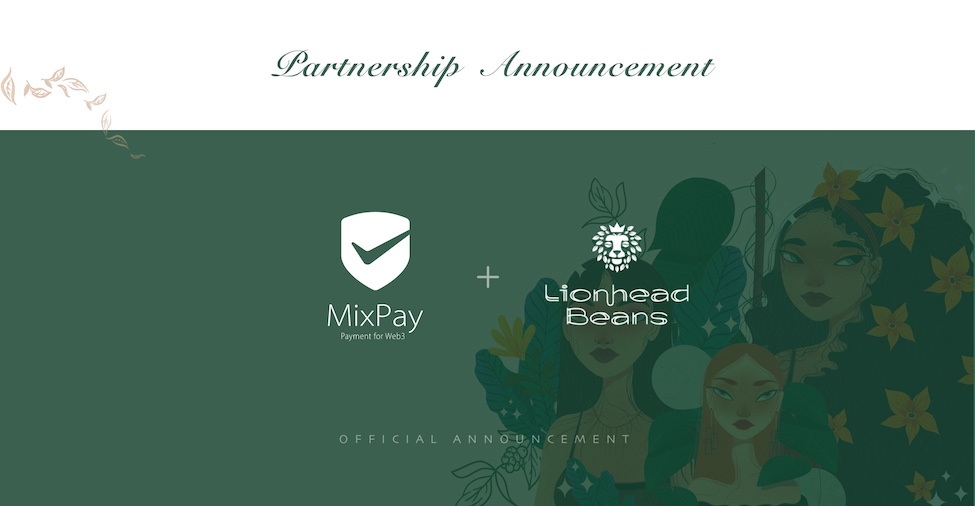 Partnership Announcement
MixPay
Payment for Web3
+
Lionhead
Beans
OFFICIAL ANNOUNCEMENT